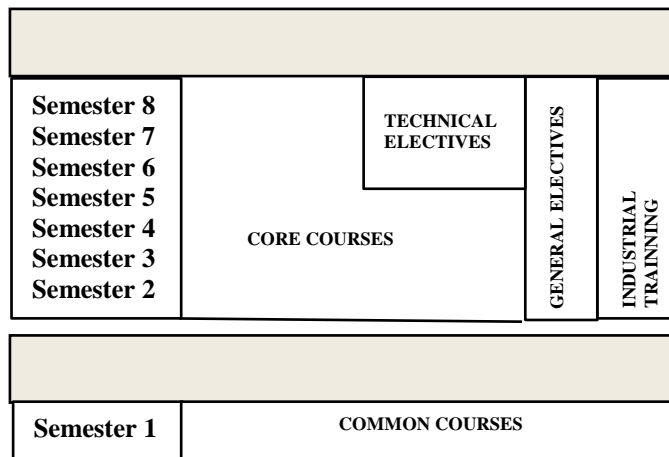 Semester 8
Semester 7
Semester 6
Semester 5
Semester 4
Semester 3
Semester 2
CORE COURSES
TECHNICAL
ELECTIVES
GENERAL ELECTIVES
INDUSTRIAL
TRAINNING
Semester 1
COMMON COURSES